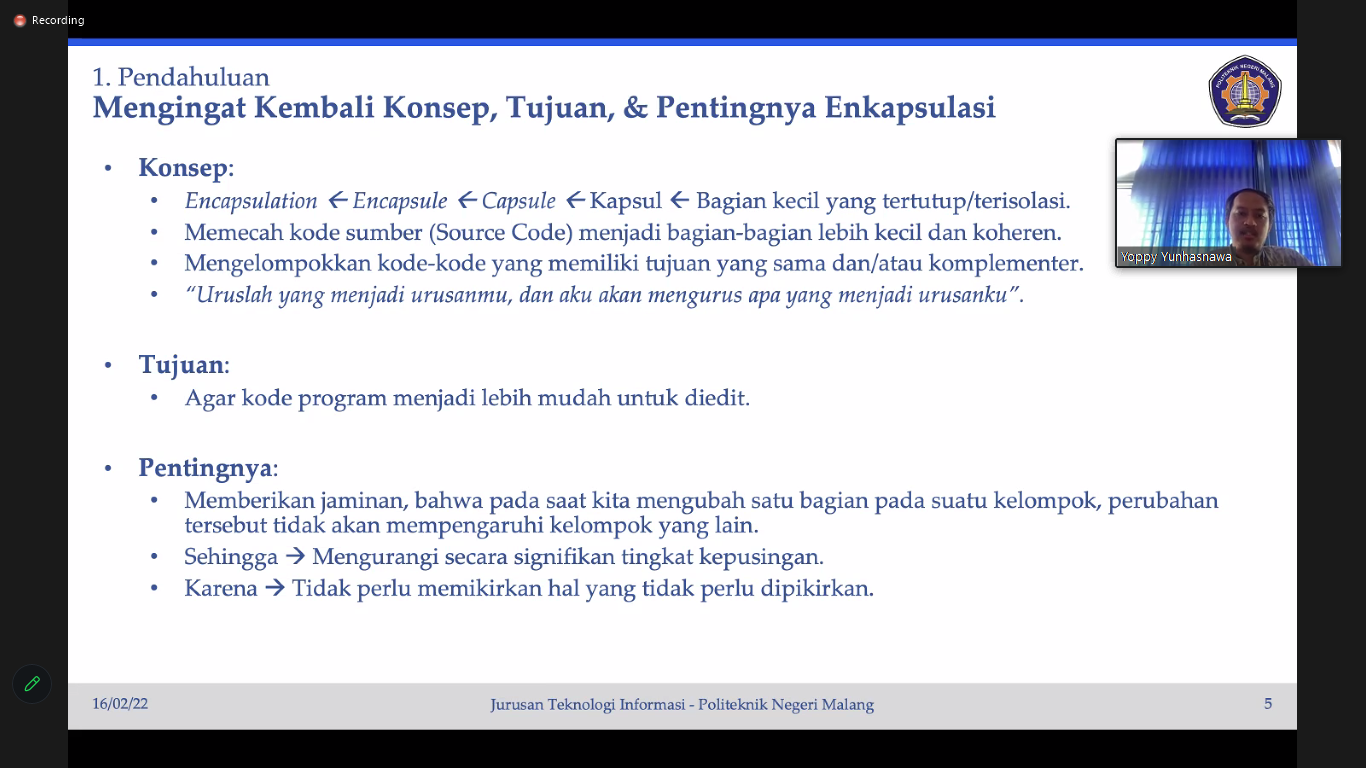 Recording
1. Pendahuluan
Mengingat Kembali Konsep, Tujuan, & Pentingnya Enkapsulasi
POLITEKNIK NEGERI MALANG
• Konsep:
• Encapsulation ← Encapsule ← Capsule ← Kapsul ← Bagian kecil yang tertutup/terisolasi.
• Memecah kode sumber (Source Code) menjadi bagian-bagian lebih kecil dan koheren.
• Mengelompokkan kode-kode yang memiliki tujuan yang sama dan/atau komplementer.
• “Uruslah yang menjadi urusanmu, dan aku akan mengurus apa yang menjadi urusanku”.
Yoppy Yunhasnawa
• Tujuan:
• Agar kode program menjadi lebih mudah untuk diedit.
• Pentingnya:
• Memberikan jaminan, bahwa pada saat kita mengubah satu bagian pada suatu kelompok, perubahan
tersebut tidak akan mempengaruhi kelompok yang lain.
• Sehingga → Mengurangi secara signifikan tingkat kepusingan.
• Karena → Tidak perlu memikirkan hal yang tidak perlu dipikirkan.
16/02/22
Jurusan Teknologi Informasi - Politeknik Negeri Malang
5